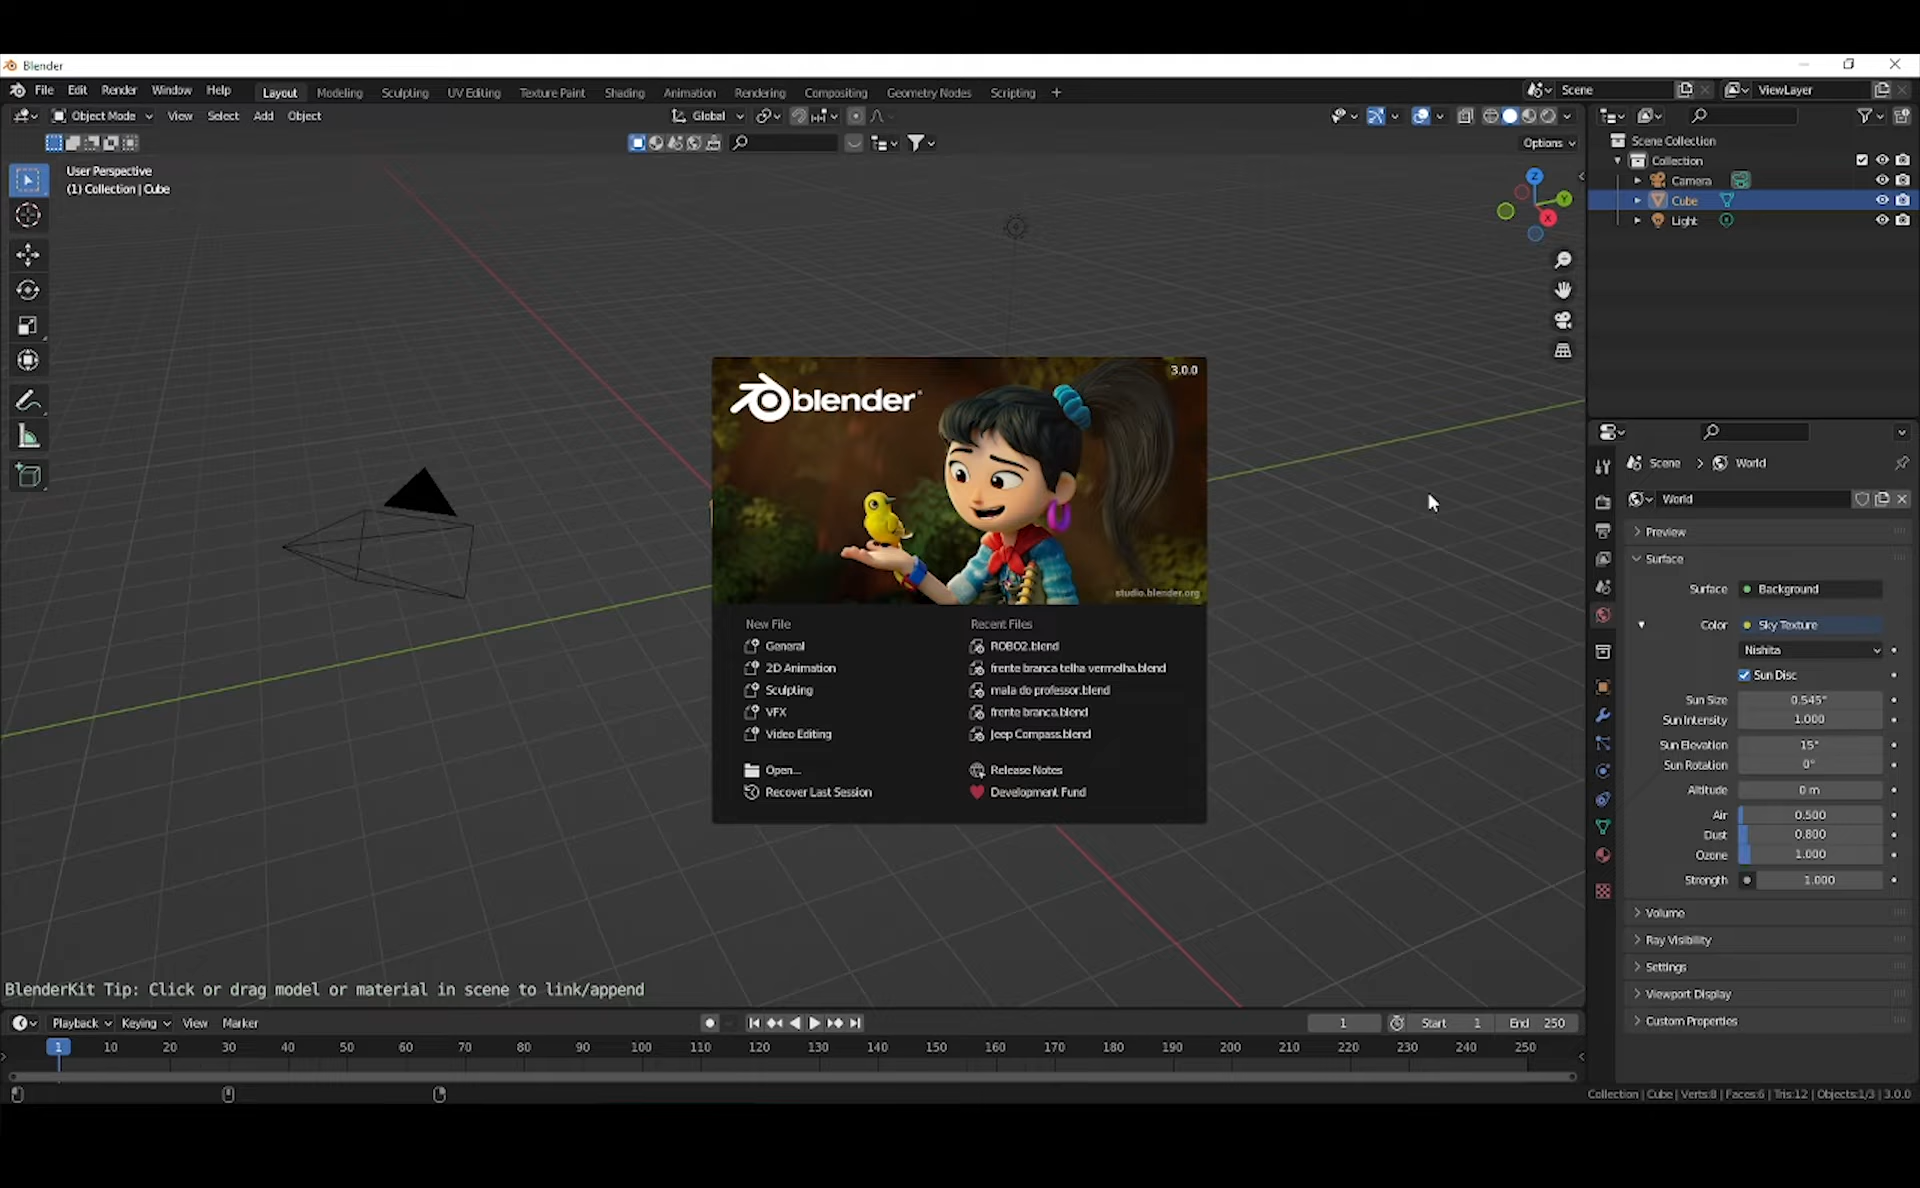 Blender
File Edit Render Window Help Layout Modeling Sculpting UV Editing Texture Paint Shading Animation Rendering Compositing Geometry Nodes Scripting + Scene ViewLayer
Object Mode View Select Add Object Global
Options
User Perspective
(1) Collection | Cube
Z
Y
X
Scene Collection
Collection
Camera
Cube
Light
3.0.0
blender
studio.blender.org
New File
General
2D Animation
Sculpting
VFX
Video Editing
Open...
Recover Last Session
Recent Files
ROBO2.blend
frente branca telha vermelha.blend
mala do professor.blend
frente branca.blend
Jeep Compass.blend
Release Notes
Development Fund
Scene > World
World
Preview
Surface
Surface Background
Color Sky Texture
Nishita
Sun Disc
Sun Size 0.545°
Sun Intensity 1.000
Sun Elevation 15°
Sun Rotation 0°
Altitude 0 m
Air 0.500
Dust 0.800
Ozone 1.000
Strength 1.000
Volume
Ray Visibility
Settings
Viewport Display
Custom Properties
BlenderKit Tip: Click or drag model or material in scene to link/append
Playback Keying View Marker 1 Start 1 End 250
1 10 20 30 40 50 60 70 80 90 100 110 120 130 140 150 160 170 180 190 200 210 220 230 240 250
Collection | Cube | Verts:8 | Faces:6 | Tris:12 | Objects:1/3 | 3.0.0